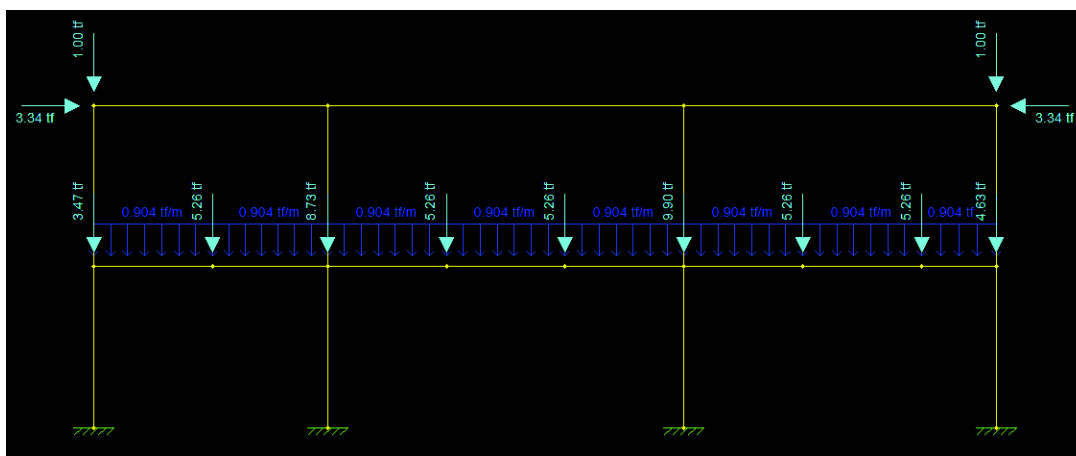 1.00 tf
1.00 tf
3.34 tf
3.34 tf
3.47 tf
0.904 tf/m
5.26 tf
0.904 tf/m
8.73 tf
0.904 tf/m
5.26 tf
0.904 tf/m
5.26 tf
0.904 tf/m
9.90 tf
0.904 tf/m
5.26 tf
0.904 tf/m
5.26 tf
0.904 tf
4.63 tf